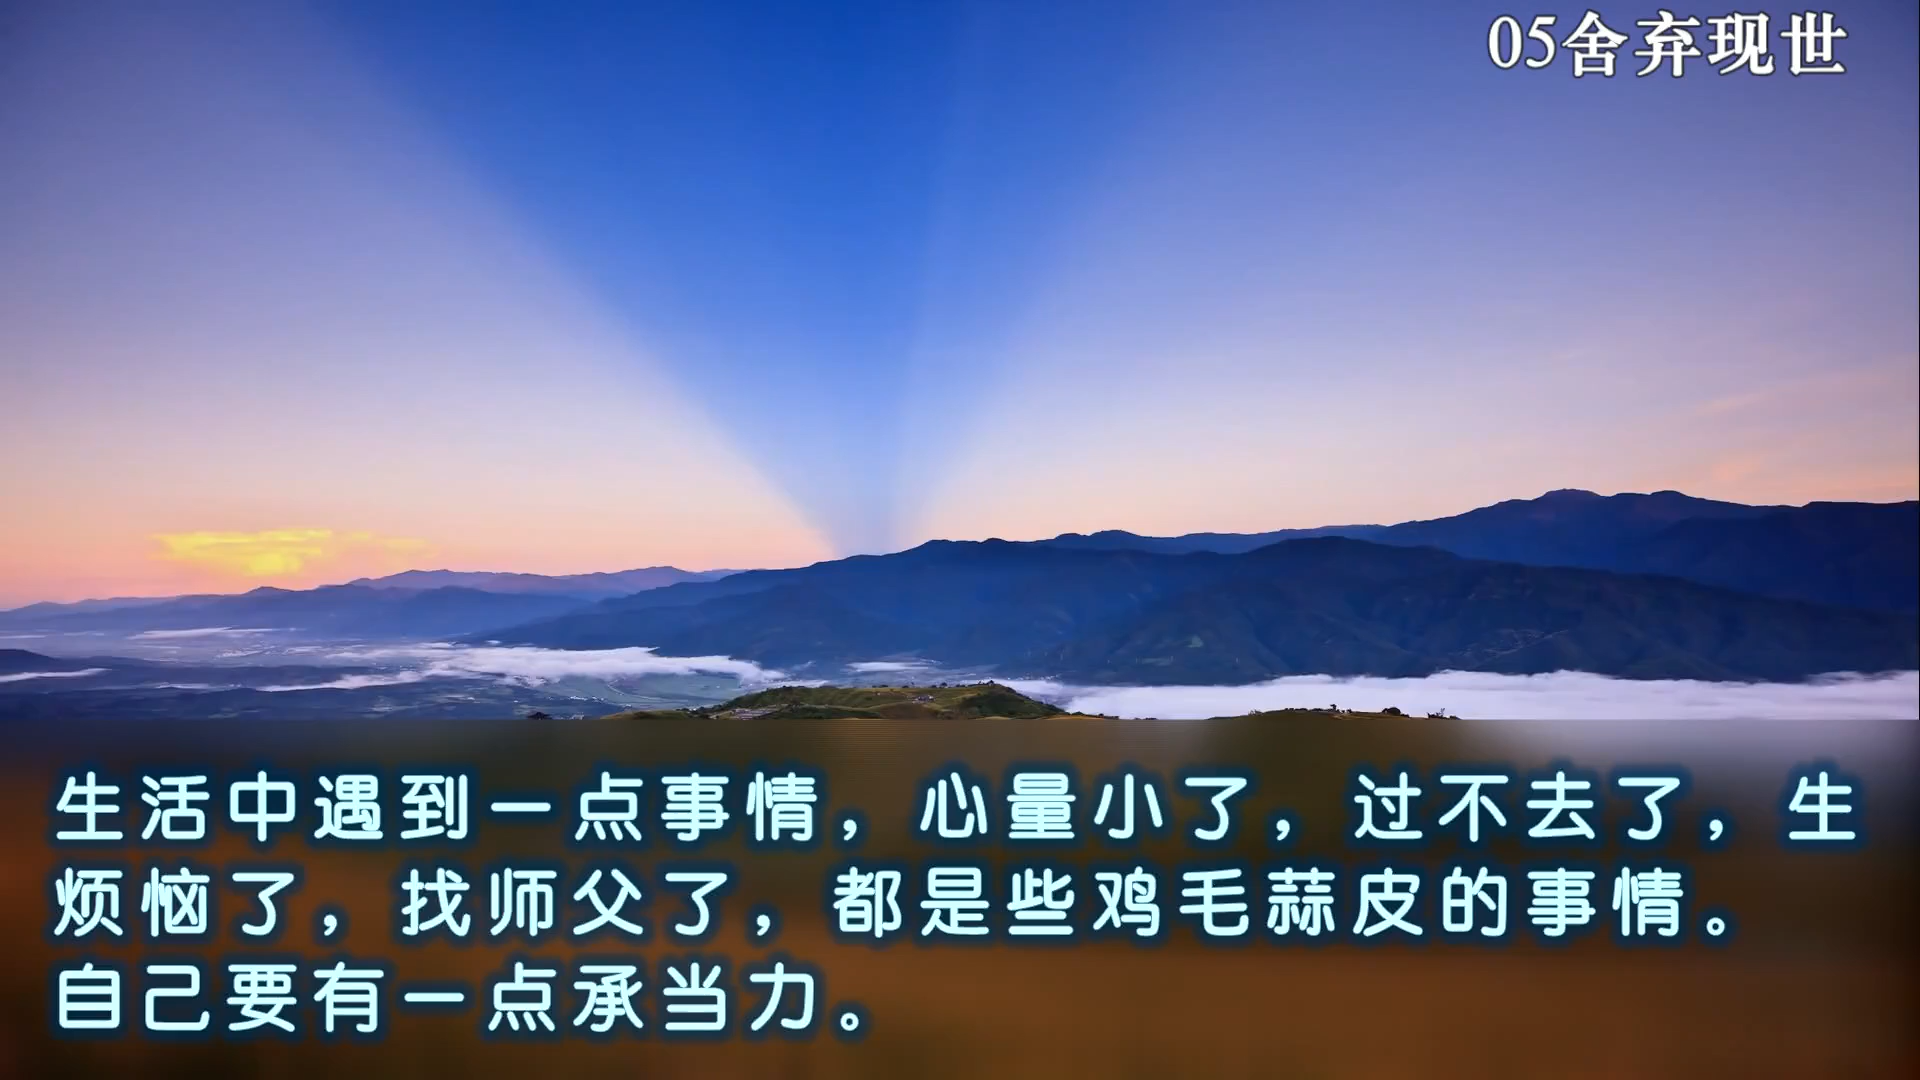 05舍弃现世
生活中遇到一点事情，心量小了，过不去了，生
烦恼了，找师父了，都是些鸡毛蒜皮的事情。
自己要有一点承当力。